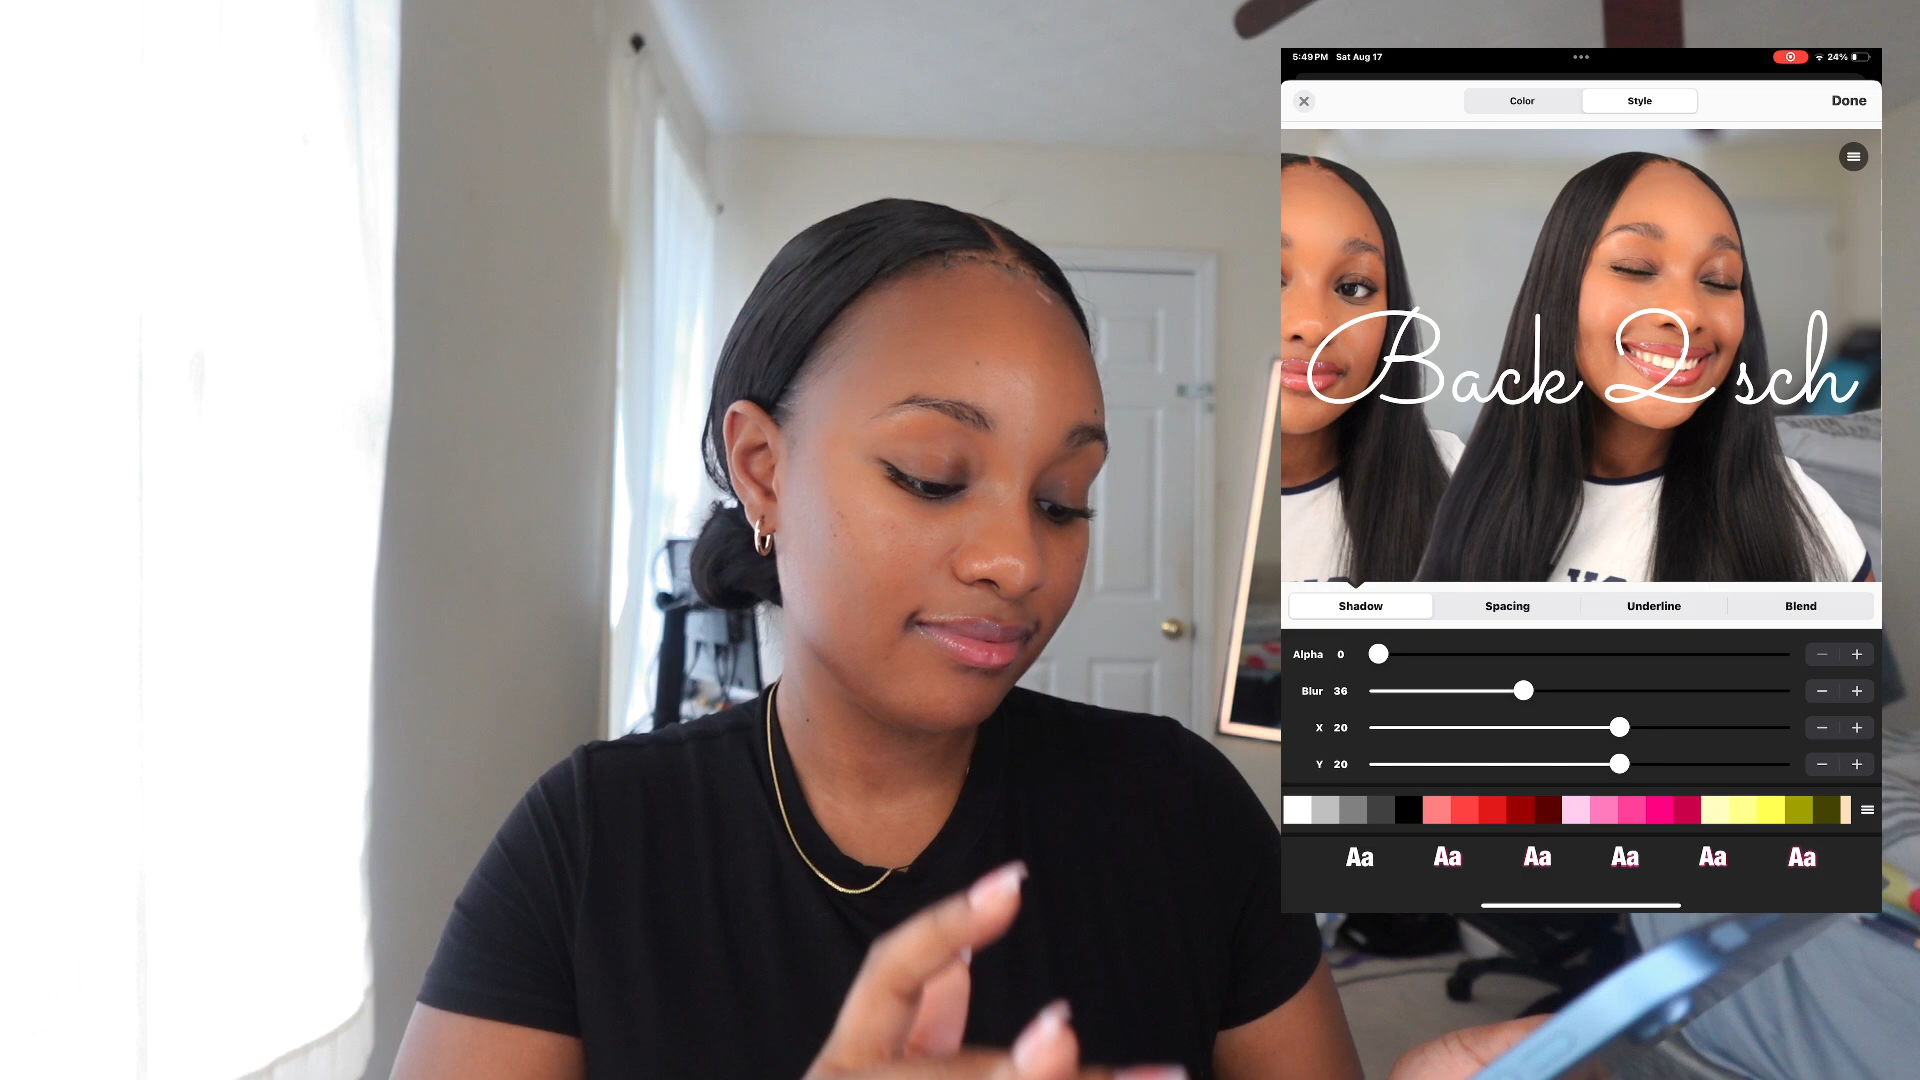 5:49 PM Sat Aug 17
24%
Color Style Done
Back 2 sch
Shadow Spacing Underline Blend
Alpha 0
Blur 36
X 20
Y 20
Aa Aa Aa Aa Aa Aa